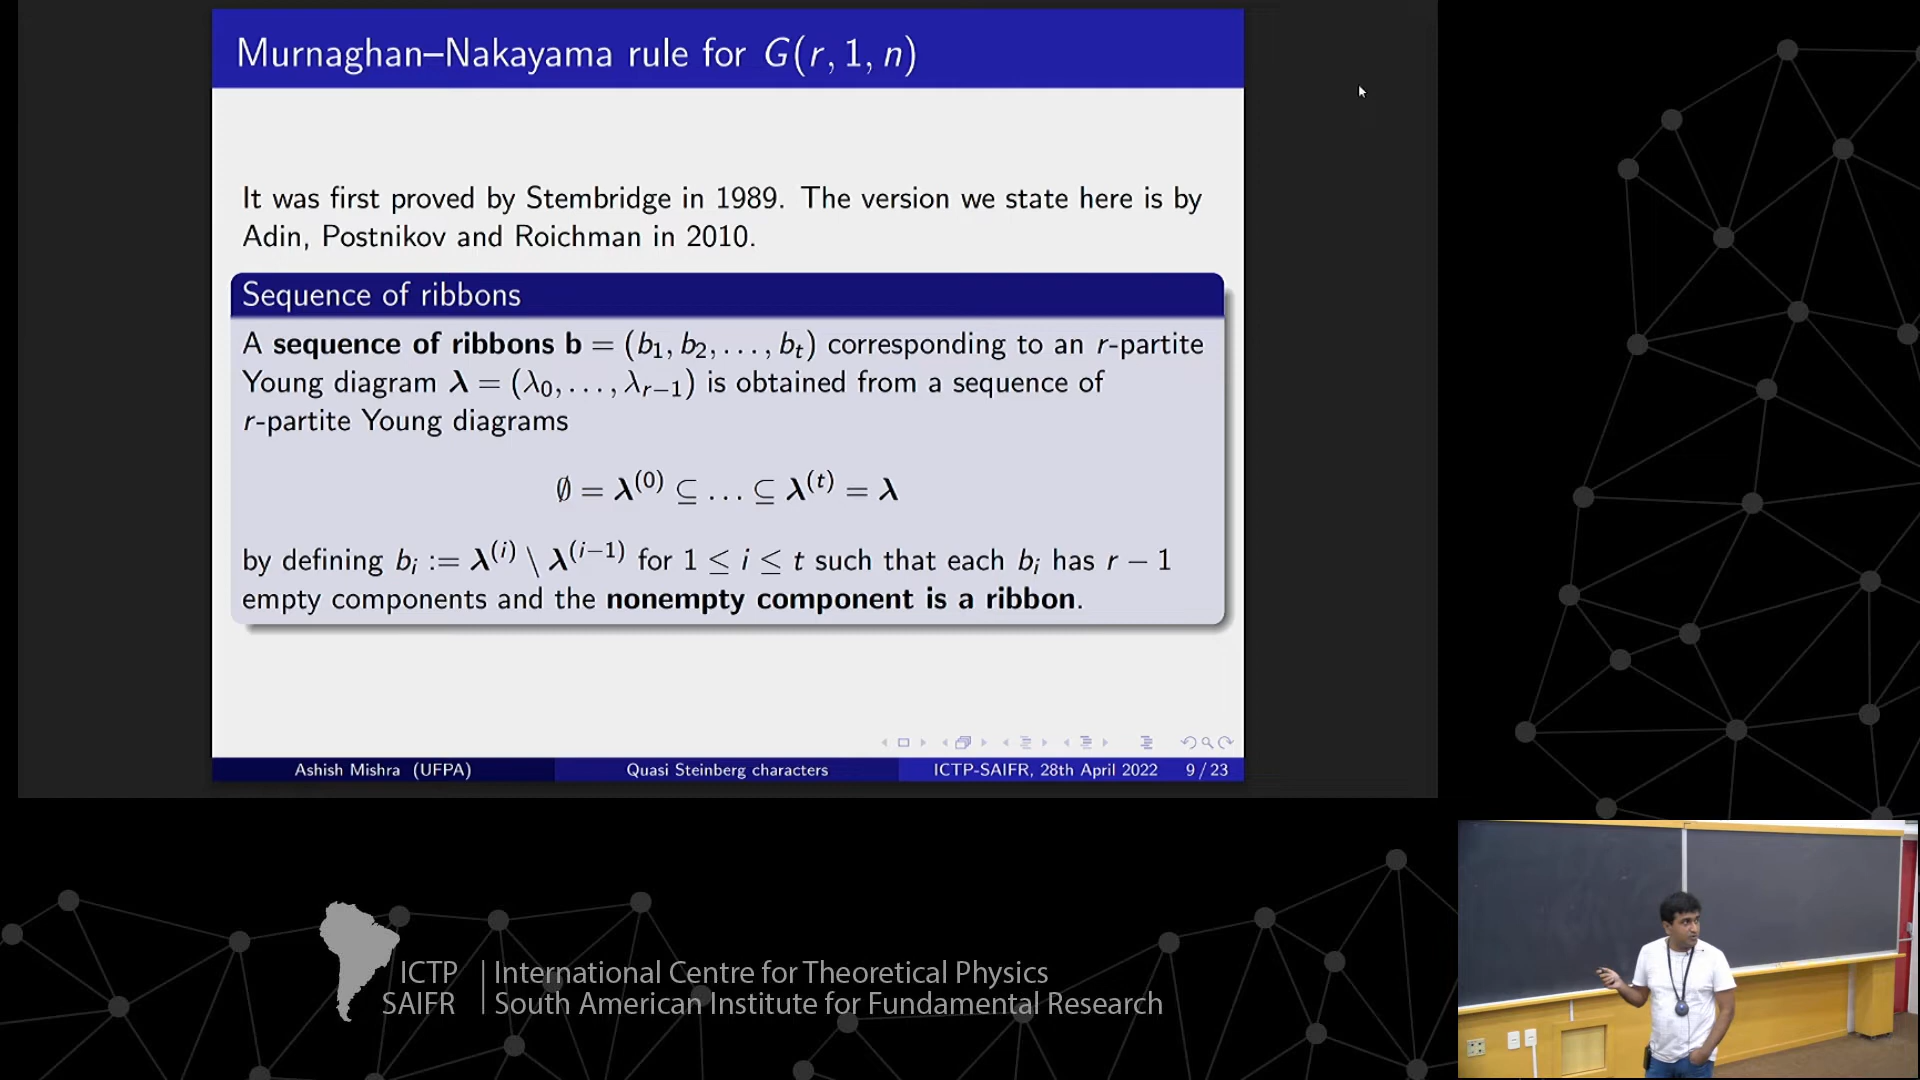 Murnaghan–Nakayama rule for G(r, 1, n)
It was first proved by Stembridge in 1989. The version we state here is by
Adin, Postnikov and Roichman in 2010.
Sequence of ribbons
A sequence of ribbons b = (b₁, b₂, . . . , bₜ) corresponding to an r-partite
Young diagram λ = (λ₀, . . . , λᵣ₋₁) is obtained from a sequence of
r-partite Young diagrams
∅ = λ⁽⁰⁾ ⊆ . . . ⊆ λ⁽ᵗ⁾ = λ
by defining bᵢ := λ⁽ⁱ⁾ \ λ⁽ⁱ⁻¹⁾ for 1 ≤ i ≤ t such that each bᵢ has r − 1
empty components and the nonempty component is a ribbon.
Ashish Mishra (UFPA) Quasi Steinberg characters ICTP-SAIFR, 28th April 2022 9 / 23
ICTP | International Centre for Theoretical Physics
SAIFR | South American Institute for Fundamental Research